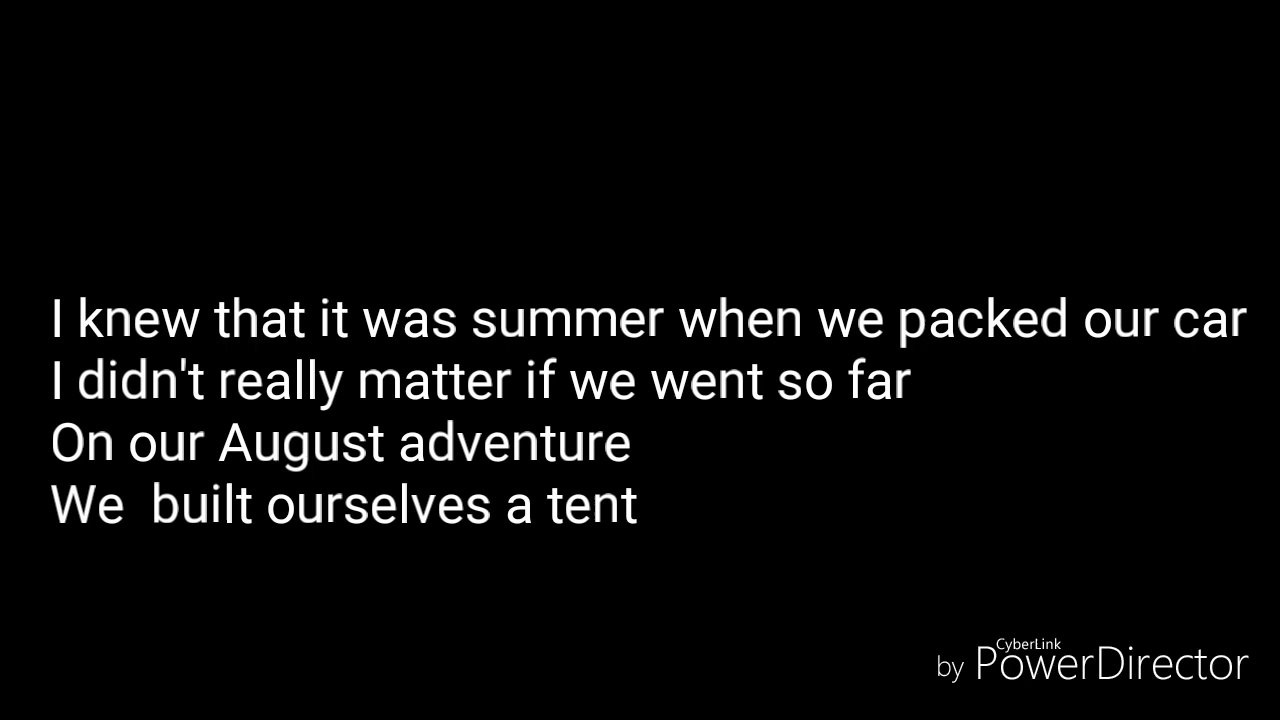 I knew that it was summer when we packed our car
I didn't really matter if we went so far
On our August adventure
We  built ourselves a tent
CyberLink
by PowerDirector